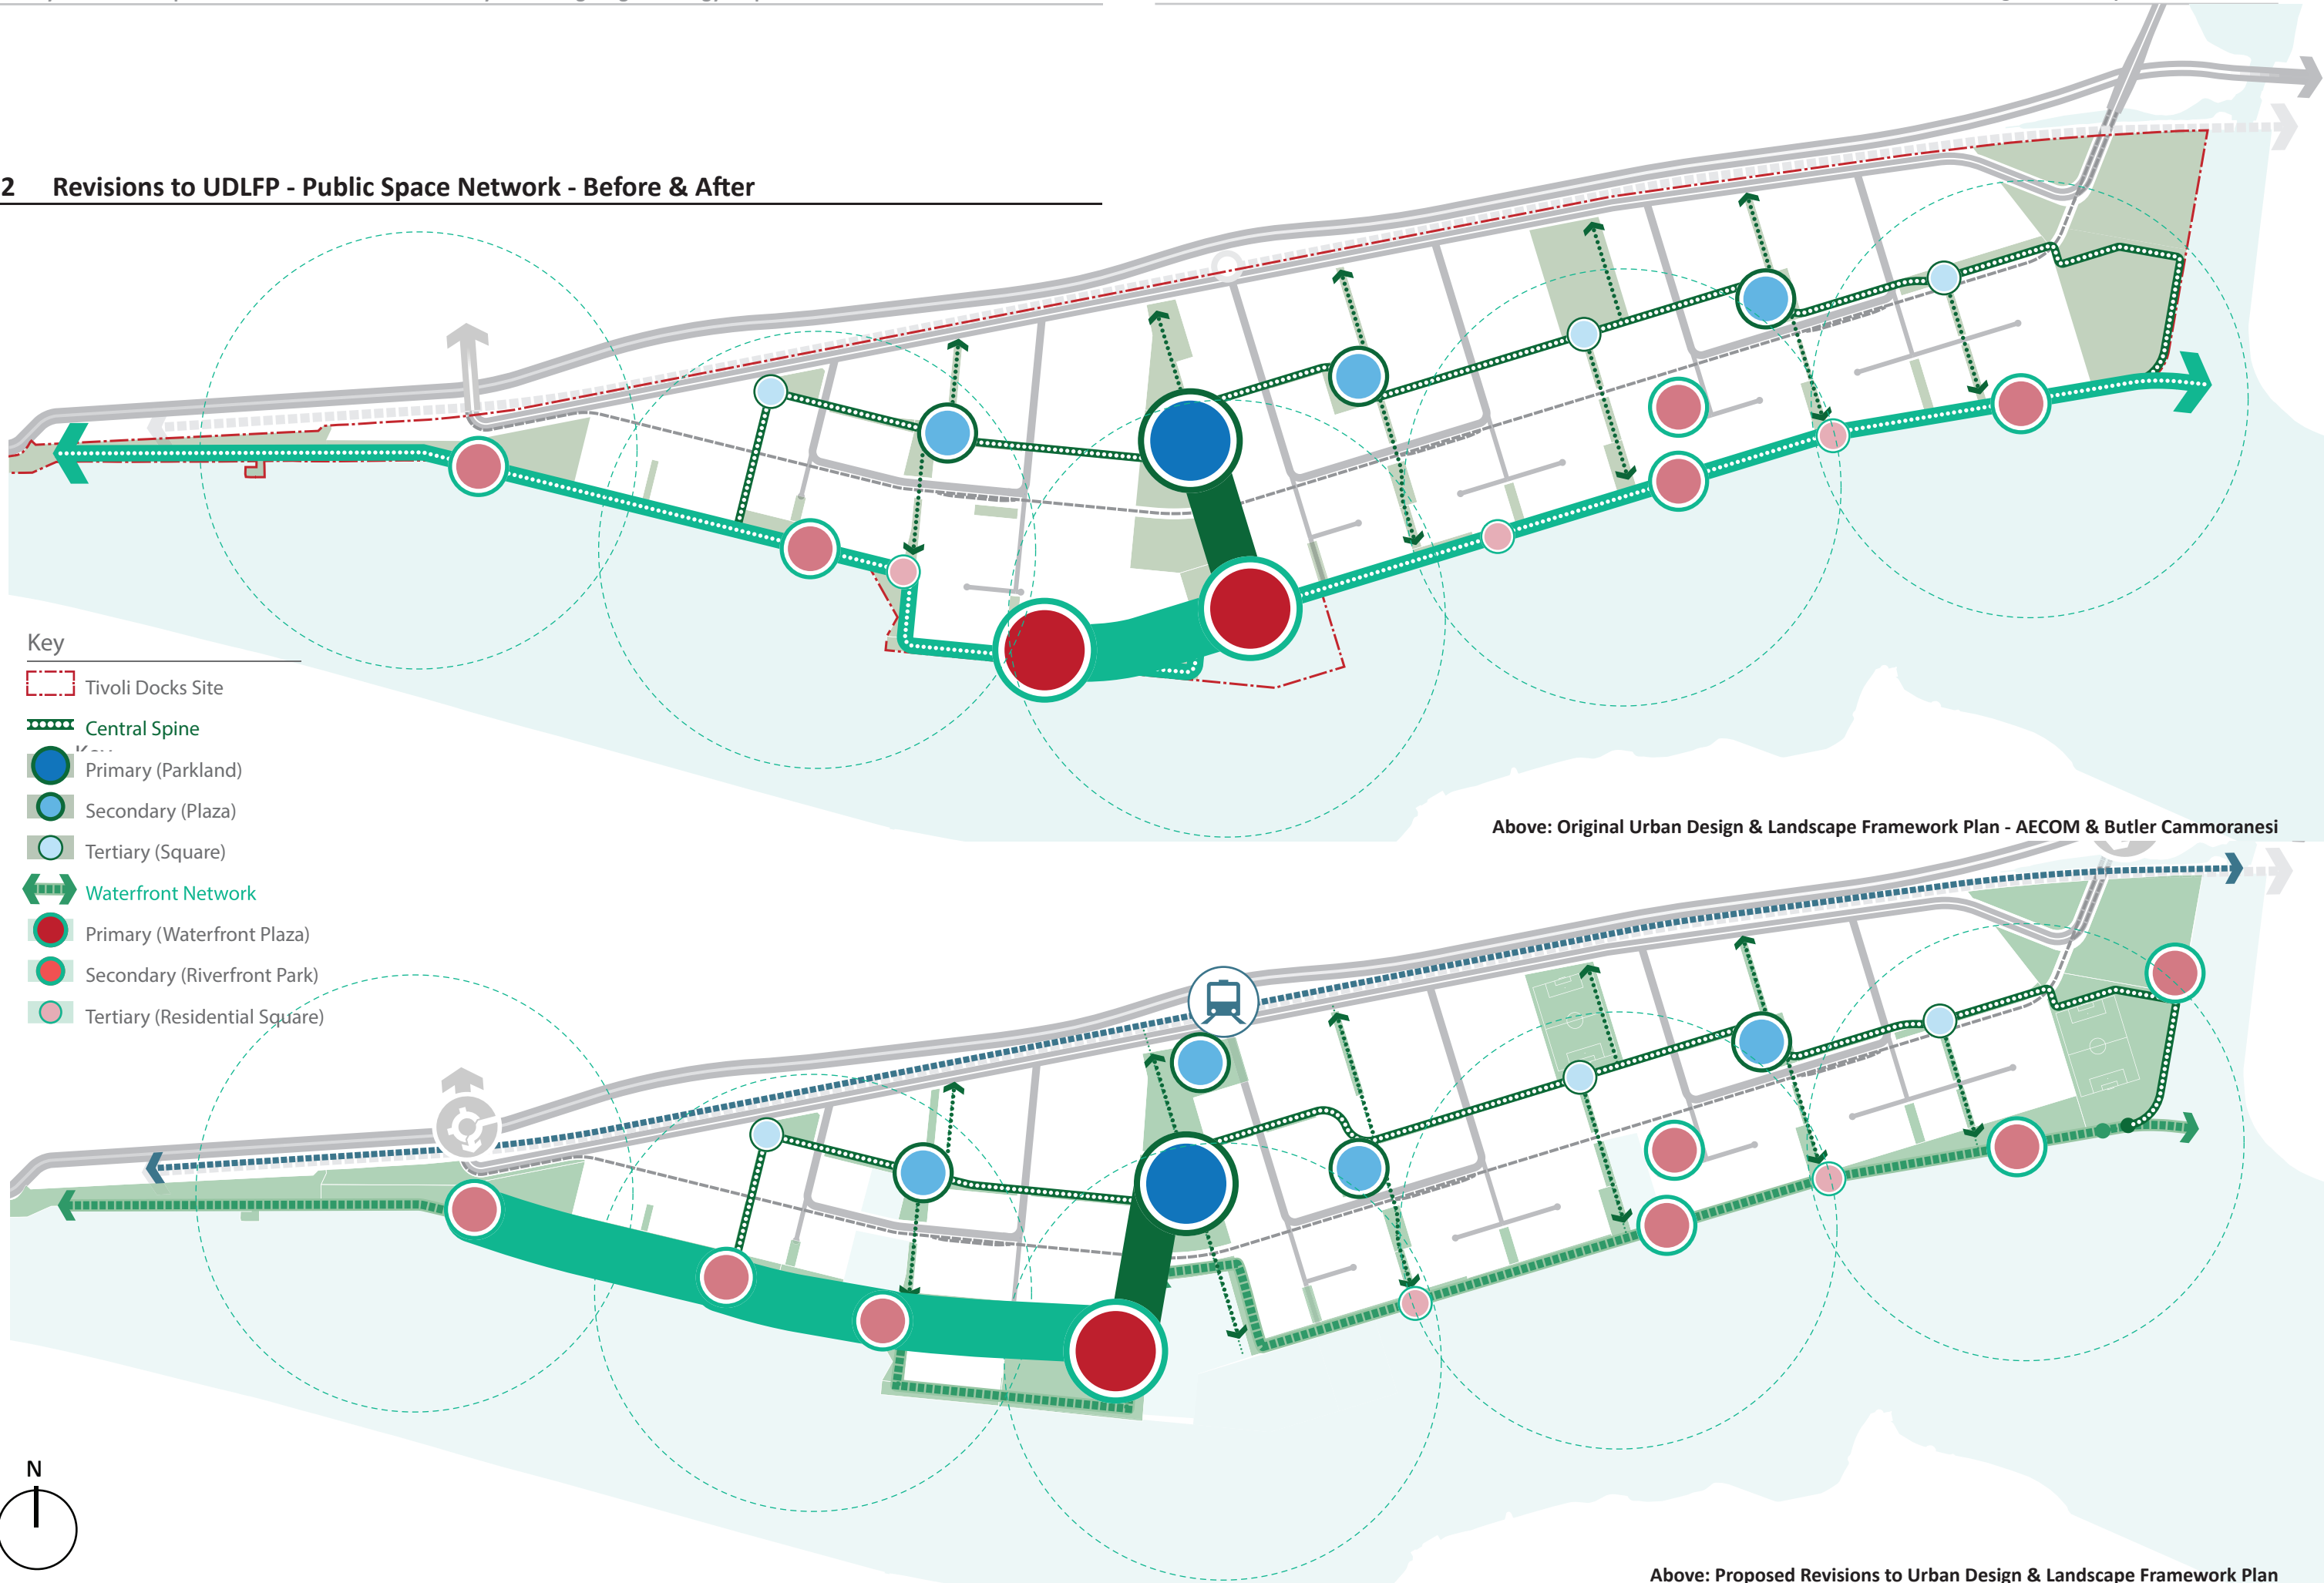 2 Revisions to UDLFP - Public Space Network - Before & After
Key
Tivoli Docks Site
Central Spine
Primary (Parkland)
Secondary (Plaza)
Tertiary (Square)
Waterfront Network
Primary (Waterfront Plaza)
Secondary (Riverfront Park)
Tertiary (Residential Square)
Above: Original Urban Design & Landscape Framework Plan - AECOM & Butler Cammoranesi
N
Above: Proposed Revisions to Urban Design & Landscape Framework Plan